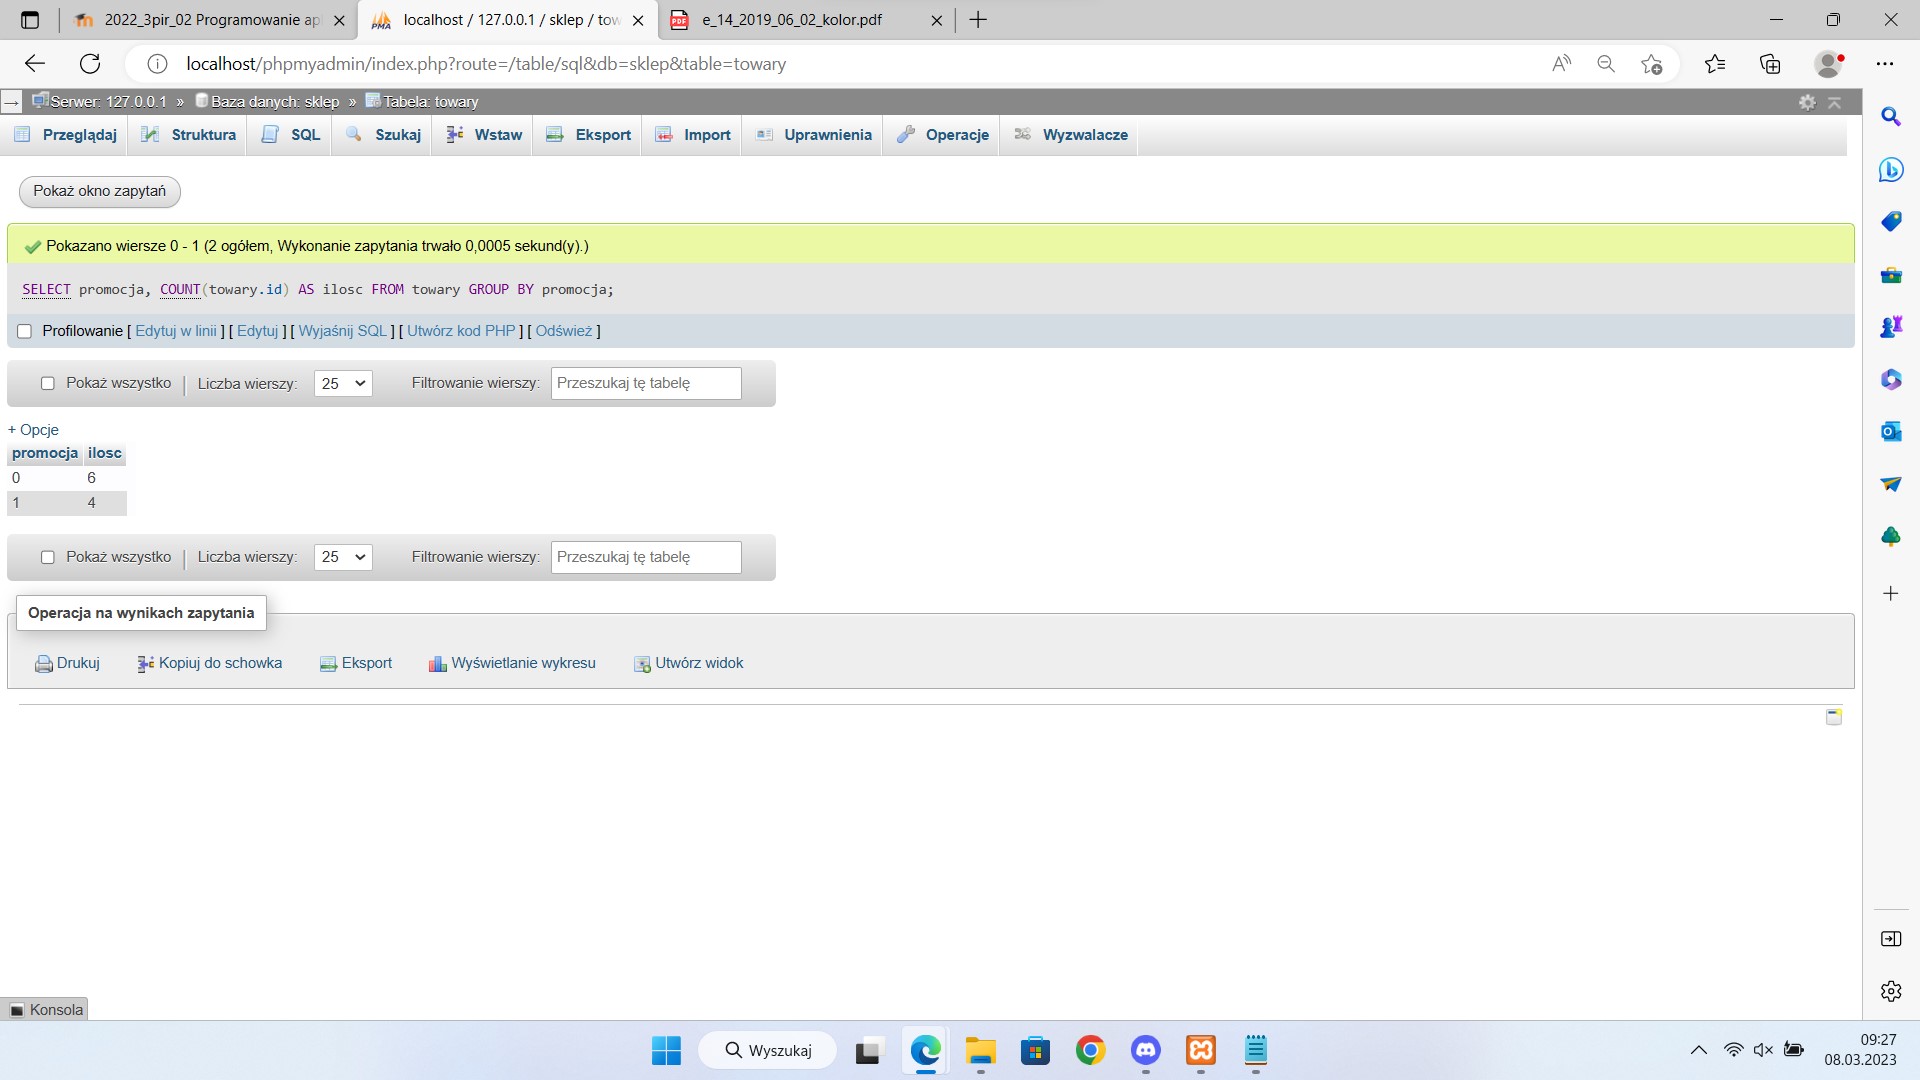 2022_3pir_02 Programowanie ap
localhost / 127.0.0.1 / sklep / tow
e_14_2019_06_02_kolor.pdf
localhost/phpmyadmin/index.php?route=/table/sql&db=sklep&table=towary
Serwer: 127.0.0.1 » Baza danych: sklep » Tabela: towary
Przeglądaj Struktura SQL Szukaj Wstaw Eksport Import Uprawnienia Operacje Wyzwalacze
Pokaż okno zapytań
Pokazano wiersze 0 - 1 (2 ogółem, Wykonanie zapytania trwało 0,0005 sekund(y).)
SELECT promocja, COUNT(towary.id) AS ilosc FROM towary GROUP BY promocja;
Profilowanie [ Edytuj w linii ] [ Edytuj ] [ Wyjaśnij SQL ] [ Utwórz kod PHP ] [ Odśwież ]
Pokaż wszystko | Liczba wierszy: 25 Filtrowanie wierszy: Przeszukaj tę tabelę
+ Opcje
promocja ilosc
0 6
1 4
Pokaż wszystko | Liczba wierszy: 25 Filtrowanie wierszy: Przeszukaj tę tabelę
Operacja na wynikach zapytania
Drukuj Kopiuj do schowka Eksport Wyświetlanie wykresu Utwórz widok
Konsola
Wyszukaj
09:27
08.03.2023